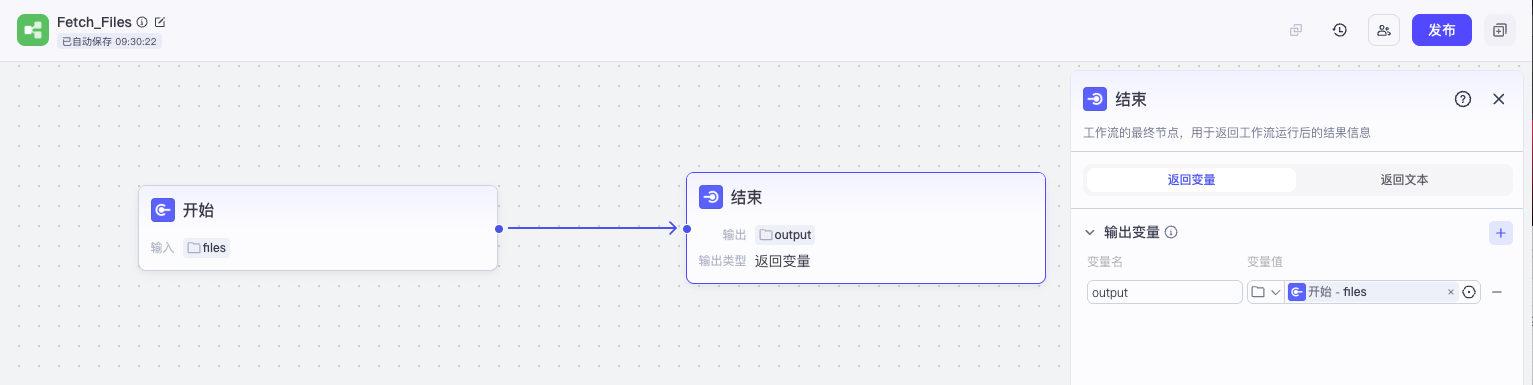 Fetch_Files
已自动保存 09:30:22
发布
开始
输入 files
结束
输出 output
输出类型 返回变量
结束
工作流的最终节点，用于返回工作流运行后的结果信息
返回变量 返回文本
输出变量
变量名 变量值
output 开始 - files